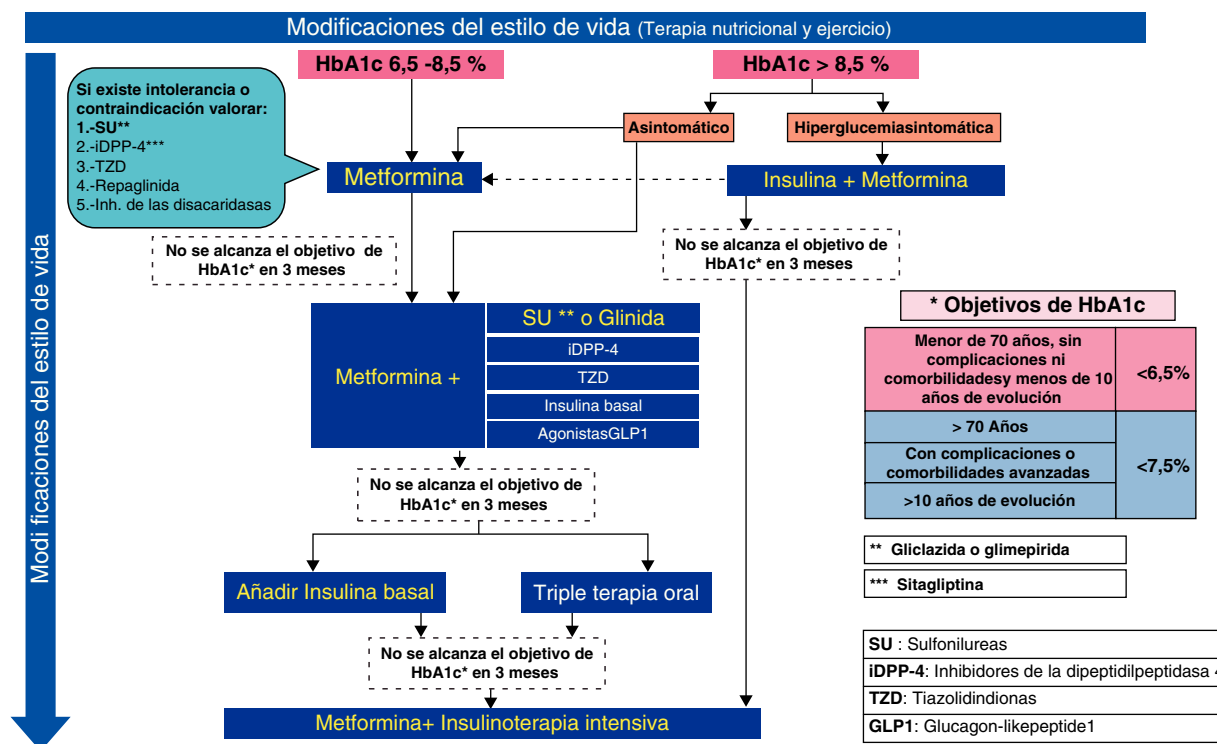 Modificaciones del estilo de vida (Terapia nutricional y ejercicio)
Modi ficaciones del estilo de vida
HbA1c 6,5 -8,5 %
HbA1c > 8,5 %
Si existe intolerancia o
contraindicación valorar:
1.-SU**
2.-iDPP-4***
3.-TZD
4.-Repaglinida
5.-Inh. de las disacaridasas
Asintomático
Hiperglucemiasintomática
Metformina
Insulina + Metformina
No se alcanza el objetivo de
HbA1c* en 3 meses
No se alcanza el objetivo de
HbA1c* en 3 meses
Metformina +
SU ** o Glinida
iDPP-4
TZD
Insulina basal
AgonistasGLP1
No se alcanza el objetivo de
HbA1c* en 3 meses
Añadir Insulina basal
Triple terapia oral
No se alcanza el objetivo de
HbA1c* en 3 meses
Metformina+ Insulinoterapia intensiva
* Objetivos de HbA1c
Menor de 70 años, sin
complicaciones ni
comorbilidadesy menos de 10
años de evolución
<6,5%
> 70 Años
Con complicaciones o
comorbilidades avanzadas
>10 años de evolución
<7,5%
** Gliclazida o glimepirida
*** Sitagliptina
SU : Sulfonilureas
iDPP-4: Inhibidores de la dipeptidilpeptidasa 4
TZD: Tiazolidindionas
GLP1: Glucagon-likepeptide1